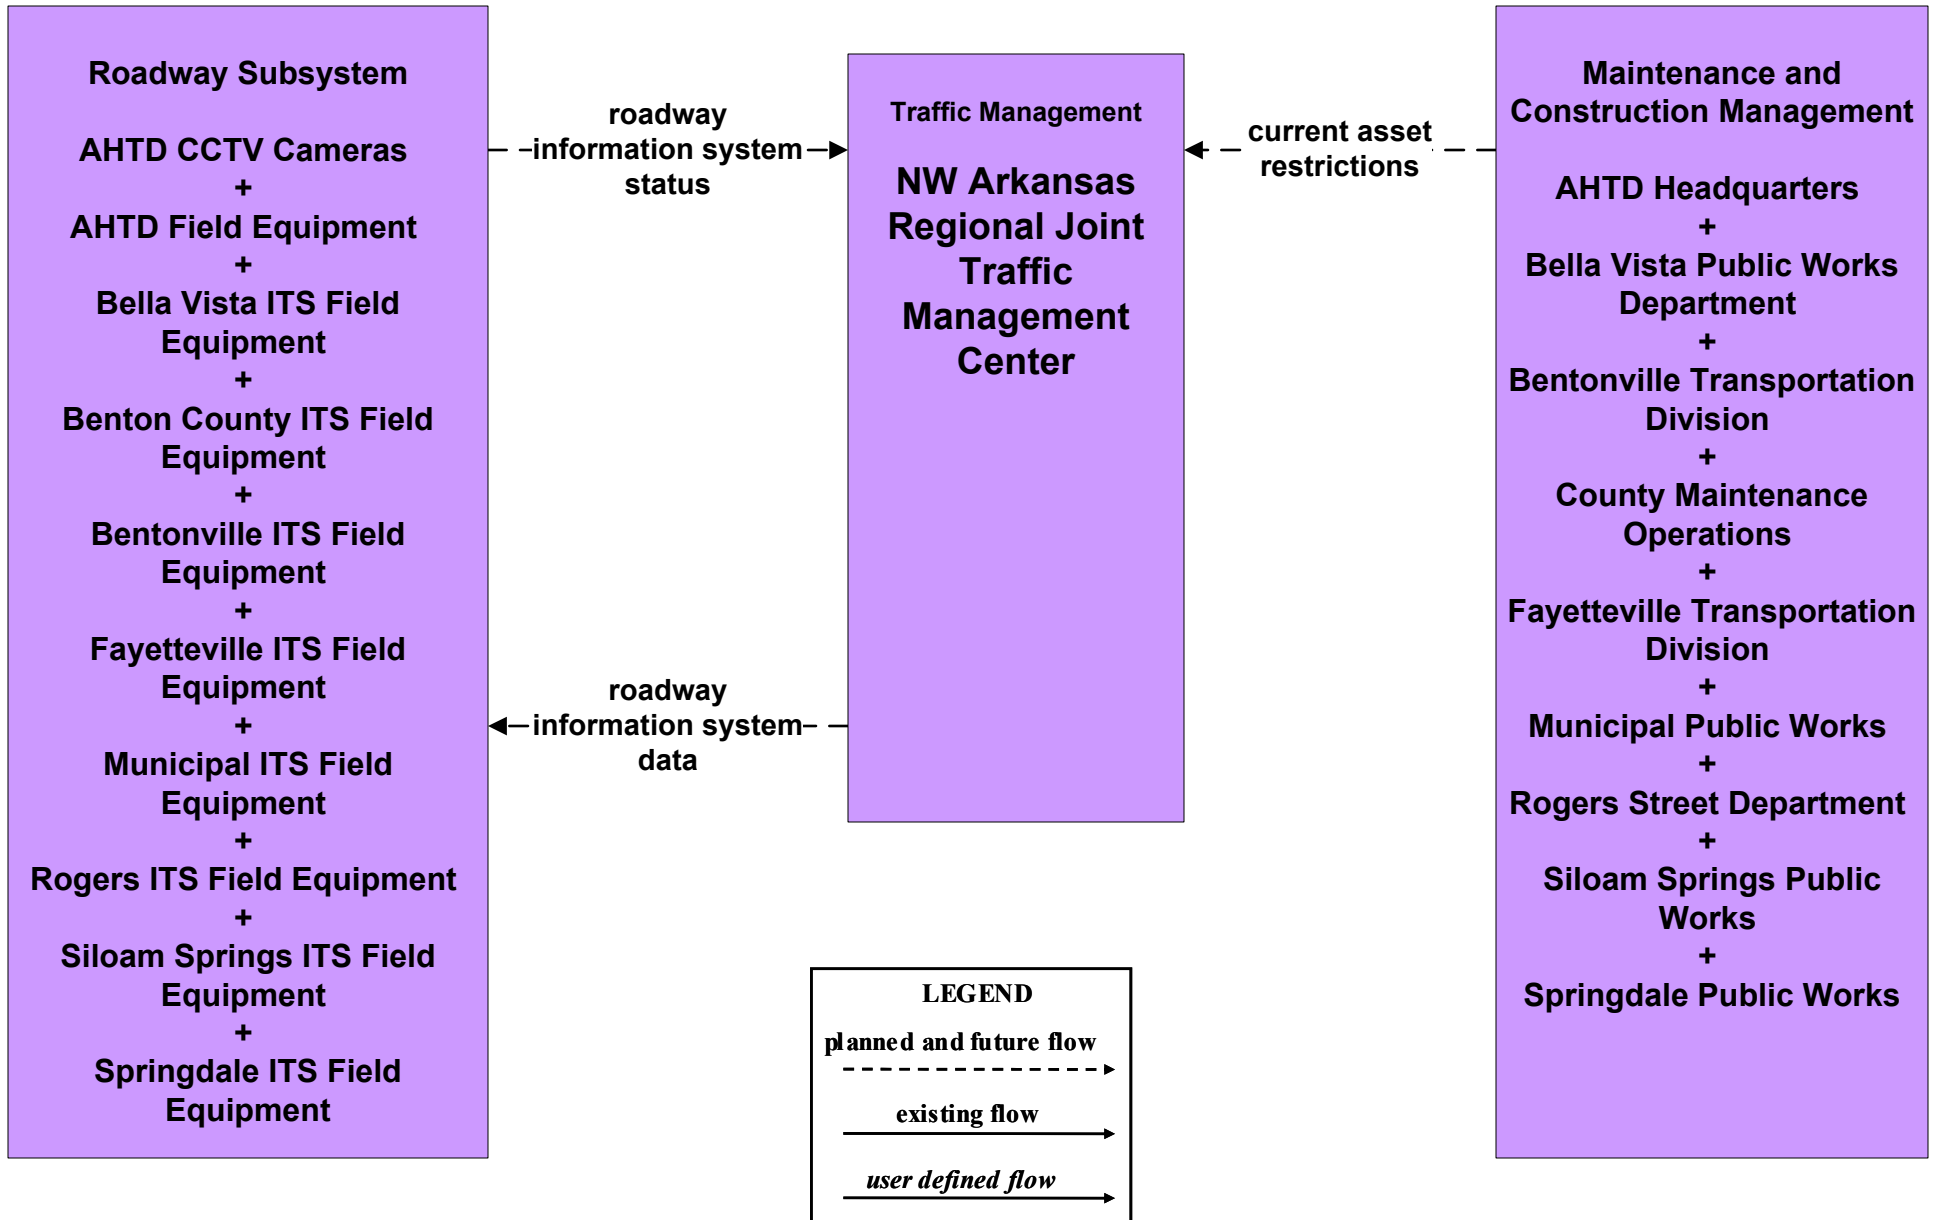 Roadway Subsystem
AHTD CCTV Cameras
+
AHTD Field Equipment
+
Bella Vista ITS Field
Equipment
+
Benton County ITS Field
Equipment
+
Bentonville ITS Field
Equipment
+
Fayetteville ITS Field
Equipment
+
Municipal ITS Field
Equipment
+
Rogers ITS Field Equipment
+
Siloam Springs ITS Field
Equipment
+
Springdale ITS Field
Equipment
roadway
information system
status
roadway
information system
data
Traffic Management
NW Arkansas
Regional Joint
Traffic
Management
Center
current asset
restrictions
Maintenance and
Construction Management
AHTD Headquarters
+
Bella Vista Public Works
Department
+
Bentonville Transportation
Division
+
County Maintenance
Operations
+
Fayetteville Transportation
Division
+
Municipal Public Works
+
Rogers Street Department
+
Siloam Springs Public
Works
+
Springdale Public Works
LEGEND
planned and future flow
existing flow
user defined flow